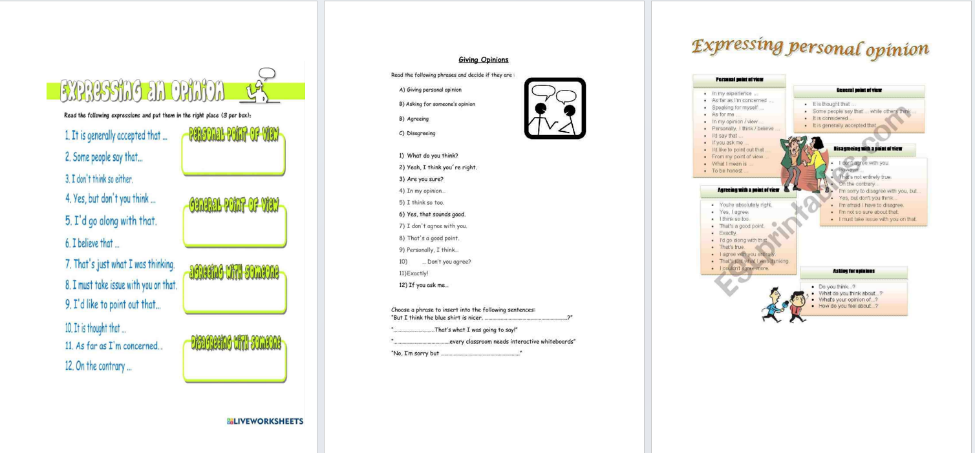 EXPRESSING AN OPINION
Read the following expressions and put them in the right place (3 per box):
1. It is generally accepted that ...
2. Some people say that...
3. I don't think so either.
4. Yes, but don't you think ...
5. I'd go along with that.
6. I believe that ...
7. That's just what I was thinking.
8. I must take issue with you on that.
9. I'd like to point out that...
10. It is thought that ...
11. As far as I'm concerned...
12. On the contrary ...
PERSONAL POINT OF VIEW
GENERAL POINT OF VIEW
AGREEING WITH SOMEONE
DISAGREEING WITH SOMEONE
LIVEWORKSHEETS
Giving Opinions
Read the following phrases and decide if they are :
A) Giving personal opinion
B) Asking for someone's opinion
B) Agreeing
C) Disagreeing
1) What do you think?
2) Yeah, I think you're right.
3) Are you sure?
4) In my opinion...
5) I think so too.
6) Yes, that sounds good.
7) I don't agree with you.
8) That's a good point.
9) Personally, I think...
10) ... Don't you agree?
11)Exactly!
12) If you ask me...
Choose a phrase to insert into the following sentences:
"But I think the blue shirt is nicer. ..............................?"
"....................That's what I was going to say!"
"............................every classroom needs interactive whiteboards"
"No, I'm sorry but ......................................"
Expressing personal opinion
Personal point of view
In my experience ...
As far as I'm concerned ...
Speaking for myself ...
As for me ...
In my opinion / view ...
Personally, I think / believe ...
I'd say that ...
If you ask me ...
I'd like to point out that ...
From my point of view ...
What I mean is ...
To be honest ...
General point of view
It is thought that ...
Some people say that ... while others think ...
It is considered...
It is generally accepted that ...
Disagreeing with a point of view
agree with you
That's not entirely true.
On the contrary ...
I'm sorry to disagree with you, but...
Yes, but don't you think ...
I'm afraid I have to disagree.
I'm not so sure about that.
I must take issue with you on that.
Agreeing with a point of view
You're absolutely right.
Yes, I agree.
I think so too.
That's a good point.
Exactly.
I'd go along with that.
That's true.
I agree with you
That's just what I was thinking.
I couldn't agree more.
Asking for opinions
Do you think...?
What do you think about...?
What's your opinion of...?
How do you feel about...?
ESLprintables.com